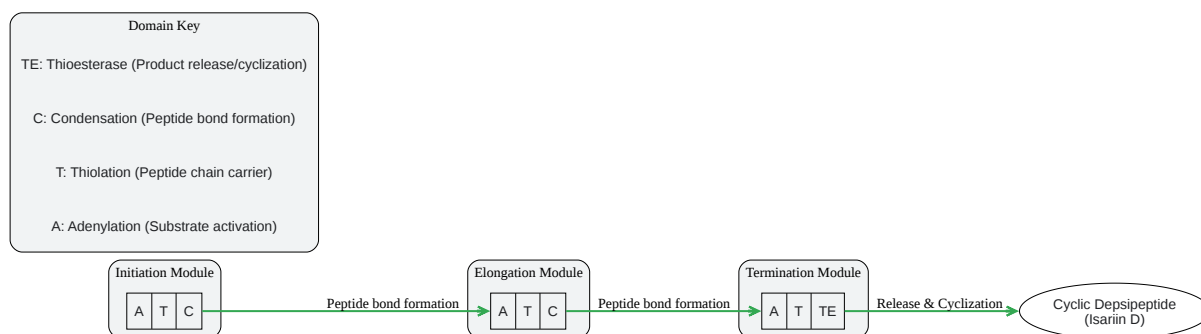 Domain Key
TE: Thioesterase (Product release/cyclization)
C: Condensation (Peptide bond formation)
T: Thiolation (Peptide chain carrier)
A: Adenylation (Substrate activation)
Initiation Module
A T C
Peptide bond formation
Elongation Module
A T C
Peptide bond formation
Termination Module
A T TE
Release & Cyclization
Cyclic Depsipeptide
(Isariin D)